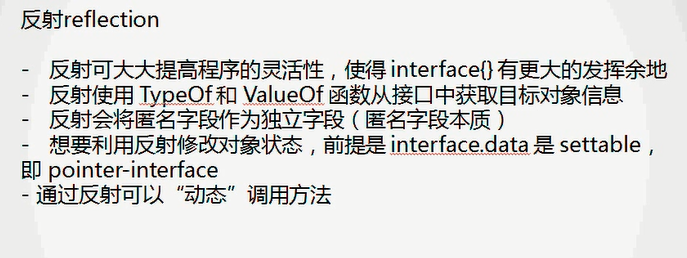 反射reflection
- 反射可大大提高程序的灵活性，使得 interface{} 有更大的发挥余地
- 反射使用 TypeOf 和 ValueOf 函数从接口中获取目标对象信息
- 反射会将匿名字段作为独立字段（匿名字段本质）
- 想要利用反射修改对象状态，前提是 interface.data 是 settable，
即 pointer-interface
- 通过反射可以“动态”调用方法